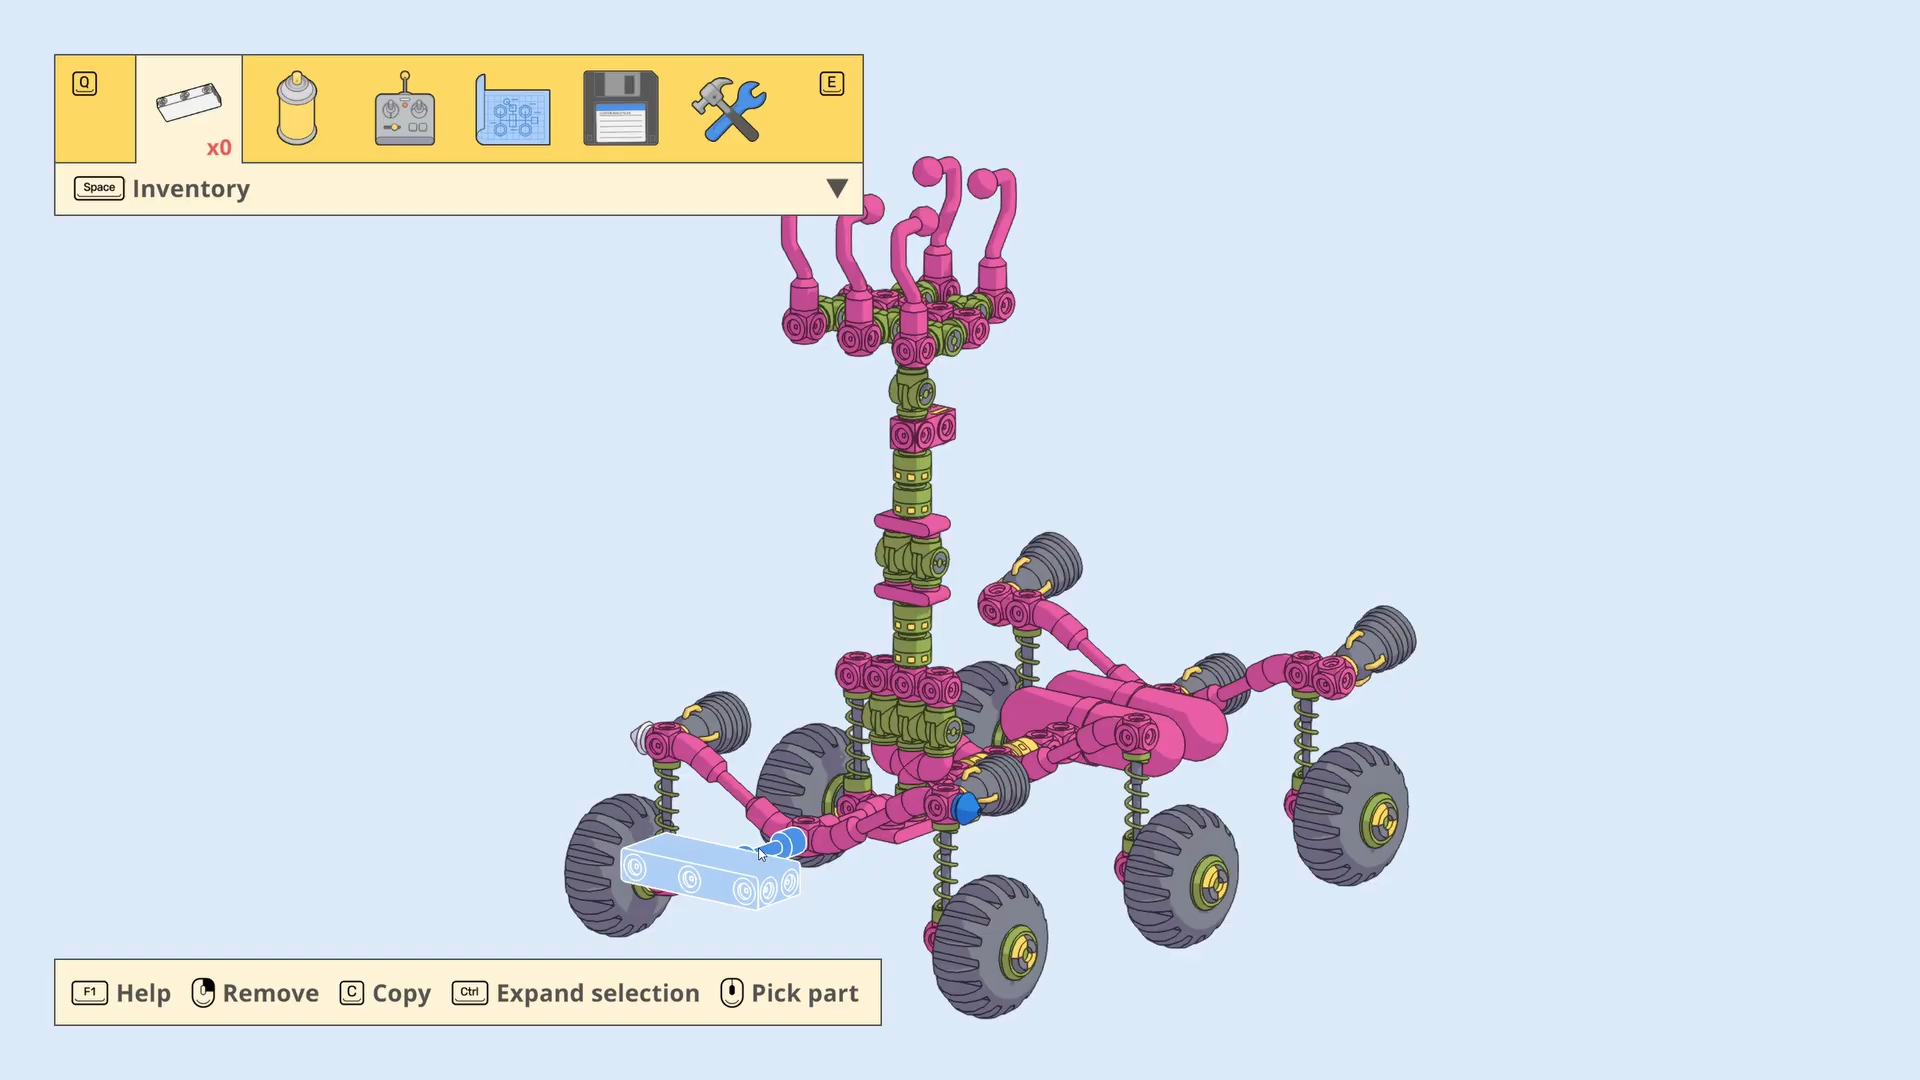 Q
E
x0
Space Inventory
F1 Help Remove C Copy Ctrl Expand selection Pick part